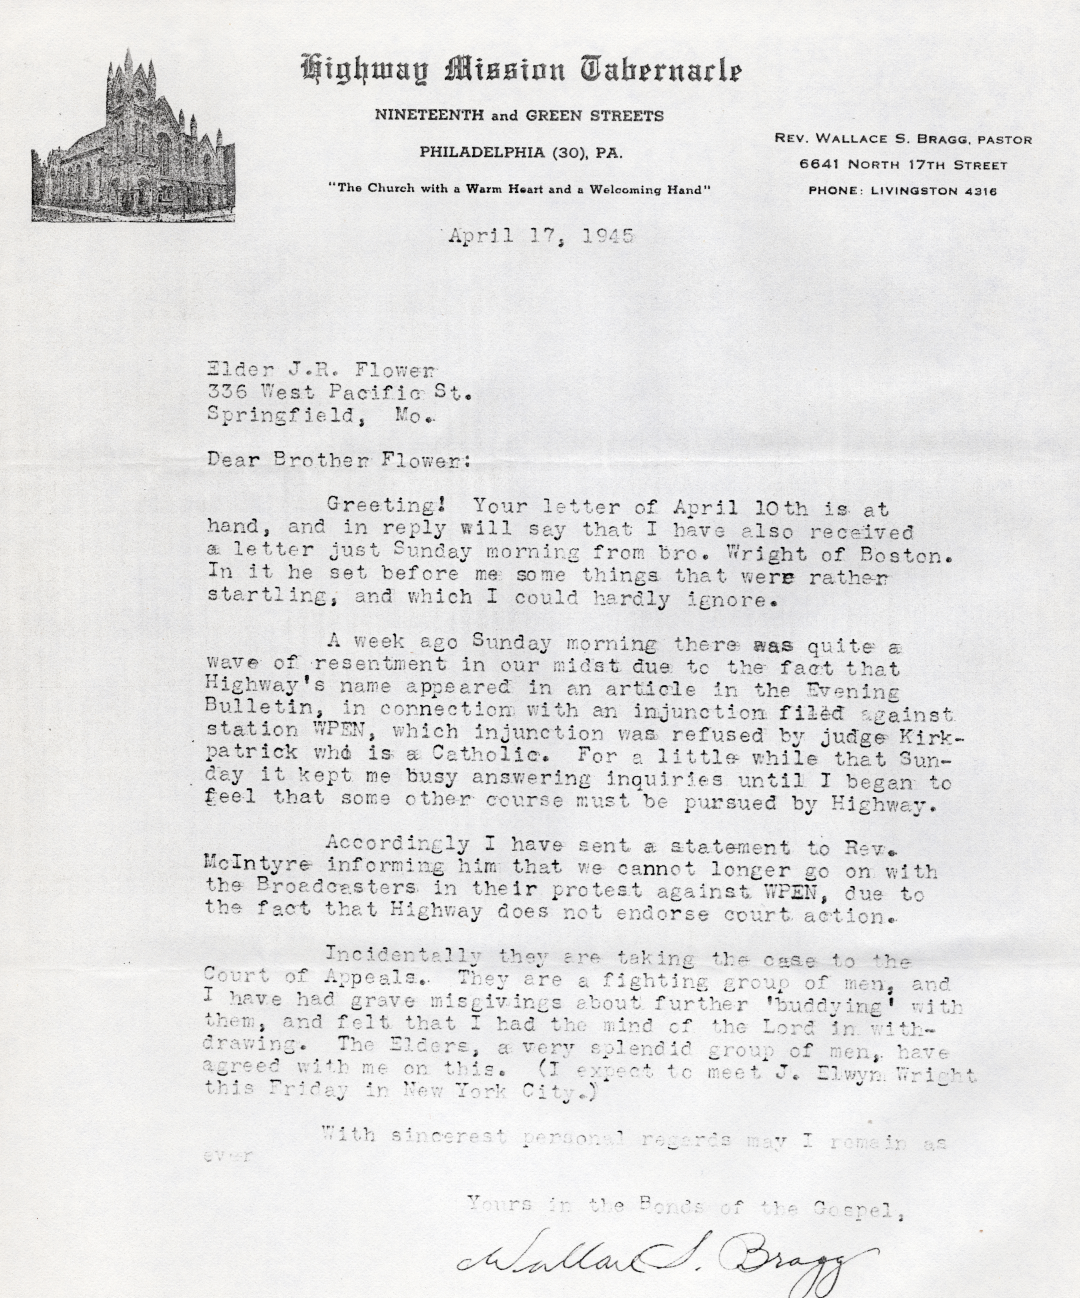 Highway Mission Tabernacle
NINETEENTH and GREEN STREETS
PHILADELPHIA (30), PA.
"The Church with a Warm Heart and a Welcoming Hand"
REV. WALLACE S. BRAGG, PASTOR
6641 NORTH 17TH STREET
PHONE: LIVINGSTON 4316
April 17, 1945
Elder J.R. Flower
336 West Pacific St.
Springfield, Mo.
Dear Brother Flower:
Greeting! Your letter of April 10th is at
hand, and in reply will say that I have also received
a letter just Sunday morning from bro. Wright of Boston.
In it he set before me some things that were rather
startling, and which I could hardly ignore.
A week ago Sunday morning there was quite a
wave of resentment in our midst due to the fact that
Highway's name appeared in an article in the Evening
Bulletin, in connection with an injunction filed against
station WPEN, which injunction was refused by judge Kirk-
patrick who is a Catholic. For a little while that Sun-
day it kept me busy answering inquiries until I began to
feel that some other course must be pursued by Highway.
Accordingly I have sent a statement to Rev.
McIntyre informing him that we cannot longer go on with
the Broadcasters in their protest against WPEN, due to
the fact that Highway does not endorse court action.
Incidentally they are taking the case to the
Court of Appeals. They are a fighting group of men, and
I have had grave misgivings about further 'buddying' with
them, and felt that I had the mind of the Lord in with-
drawing. The Elders, a very splendid group of men, have
agreed with me on this. (I expect to meet J. Elwyn Wright
this Friday in New York City.)
With sincerest personal regards may I remain as
ever
Yours in the Bonds of the Gospel,
Wallace S. Bragg